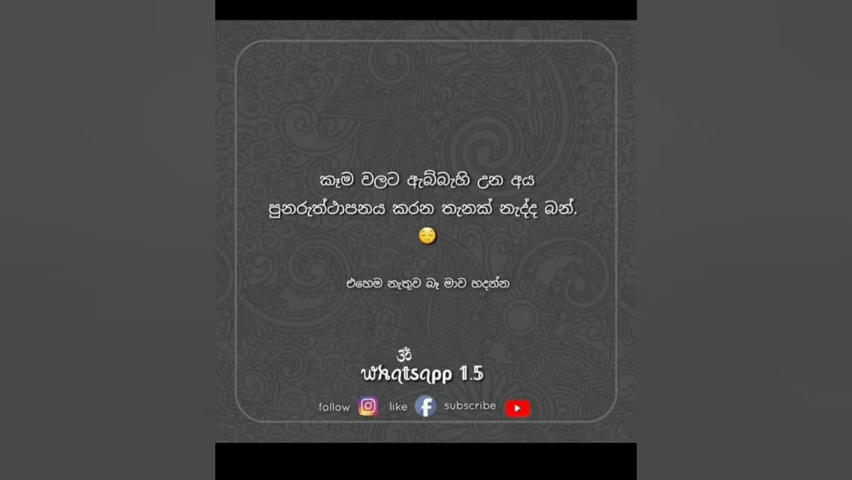 කෑම වලට ඇබ්බැහි උන අය
පුනරුත්ථාපනය කරන තැනක් නැද්ද බන්.
😔
එහෙම නැතුව බෑ මාව හදන්න
ॐ
whatsapp 1.5
follow like subscribe